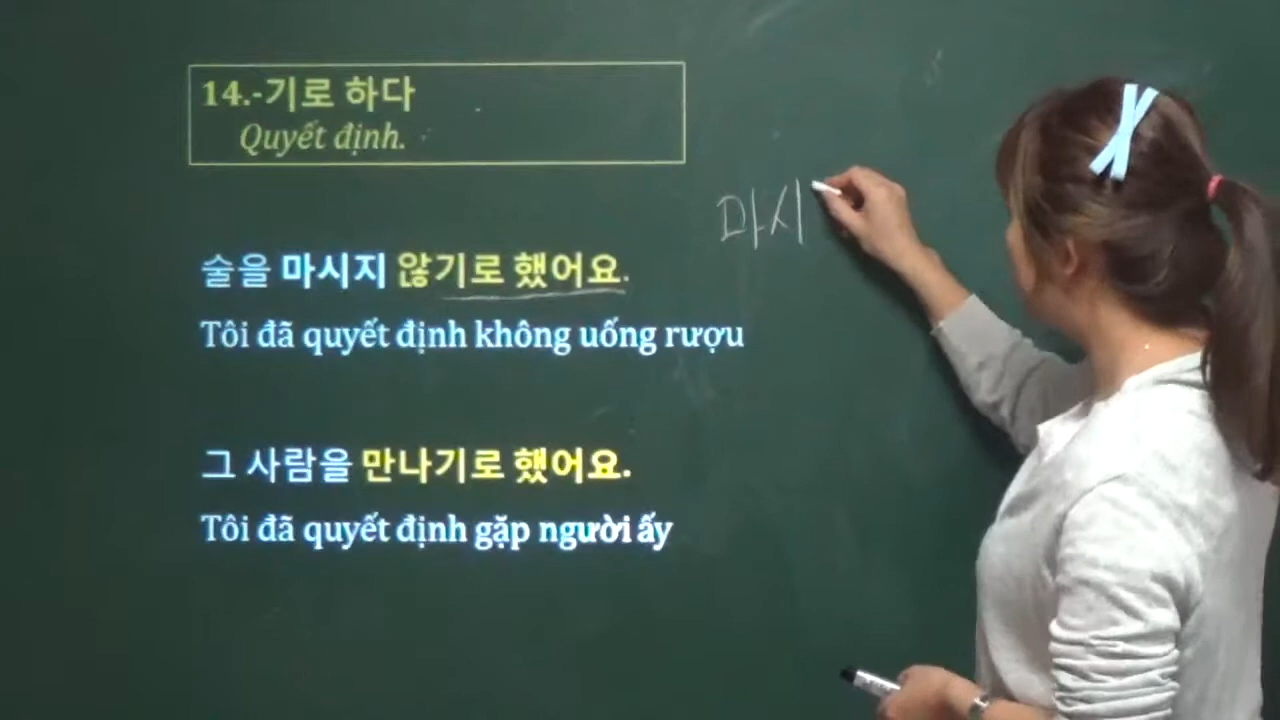 14.-기로 하다
Quyết định.
마시
술을 마시지 않기로 했어요.
Tôi đã quyết định không uống rượu
그 사람을 만나기로 했어요.
Tôi đã quyết định gặp người ấy